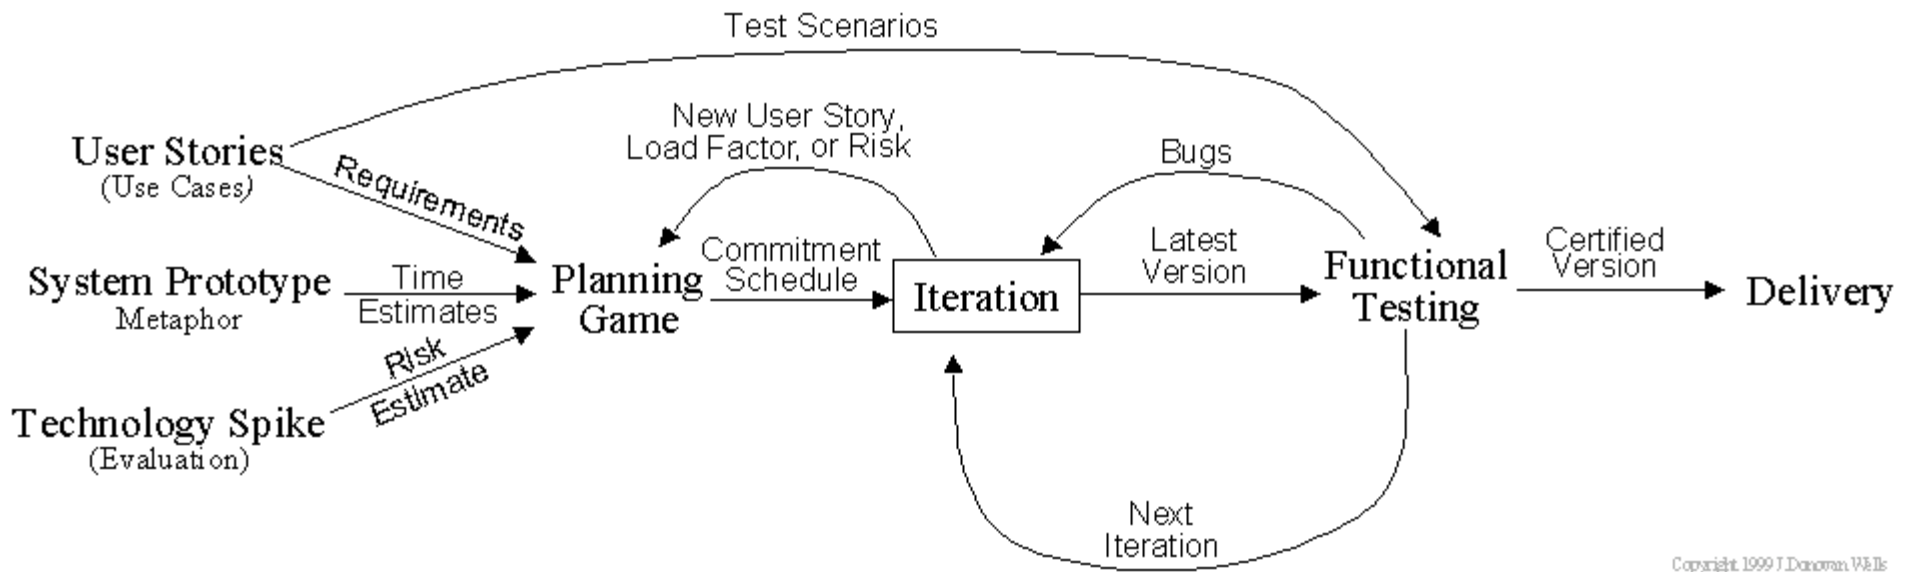 Test Scenarios
New User Story,
Load Factor, or Risk
Bugs
User Stories
(Use Cases)
Requirements
Commitment
Schedule
Latest
Version
Certified
Version
System Prototype
Metaphor
Time
Estimates
Planning
Game
Iteration
Functional
Testing
Delivery
Risk
Estimate
Technology Spike
(Evaluation)
Next
Iteration
Copyright 1999 J. Donovan Wells